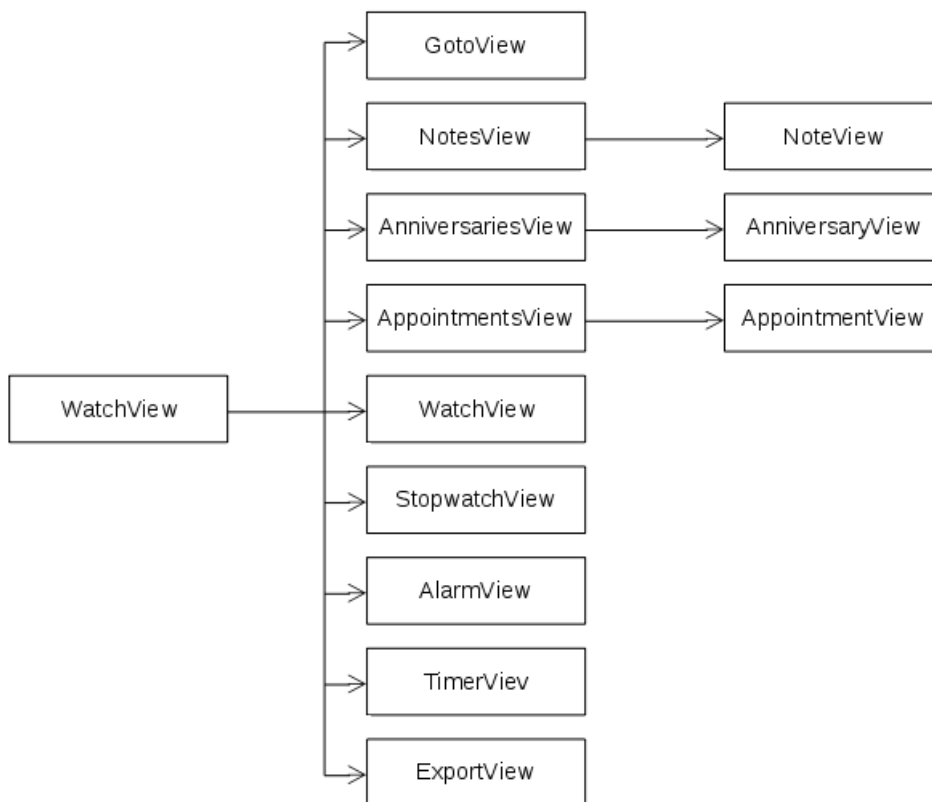 GotoView
NotesView
NoteView
AnniversariesView
AnniversaryView
AppointmentsView
AppointmentView
WatchView
WatchView
StopwatchView
AlarmView
TimerViev
ExportView